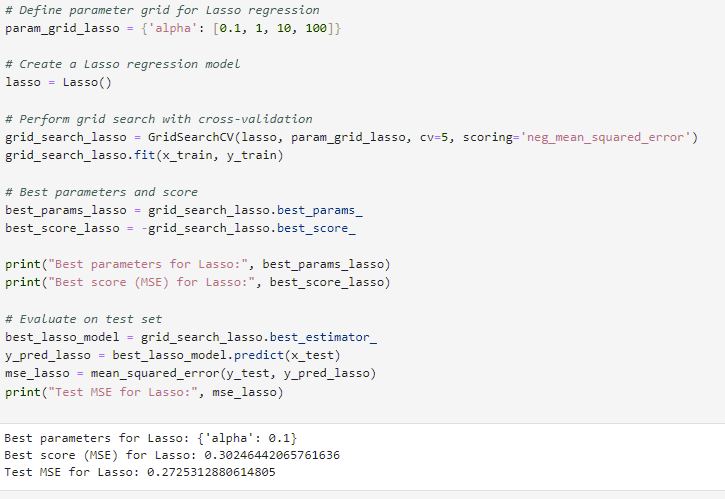 # Define parameter grid for Lasso regression
param_grid_lasso = {'alpha': [0.1, 1, 10, 100]}
# Create a Lasso regression model
lasso = Lasso()
# Perform grid search with cross-validation
grid_search_lasso = GridSearchCV(lasso, param_grid_lasso, cv=5, scoring='neg_mean_squared_error')
grid_search_lasso.fit(x_train, y_train)
# Best parameters and score
best_params_lasso = grid_search_lasso.best_params_
best_score_lasso = -grid_search_lasso.best_score_
print("Best parameters for Lasso:", best_params_lasso)
print("Best score (MSE) for Lasso:", best_score_lasso)
# Evaluate on test set
best_lasso_model = grid_search_lasso.best_estimator_
y_pred_lasso = best_lasso_model.predict(x_test)
mse_lasso = mean_squared_error(y_test, y_pred_lasso)
print("Test MSE for Lasso:", mse_lasso)
Best parameters for Lasso: {'alpha': 0.1}
Best score (MSE) for Lasso: 0.30246442065761636
Test MSE for Lasso: 0.2725312880614805